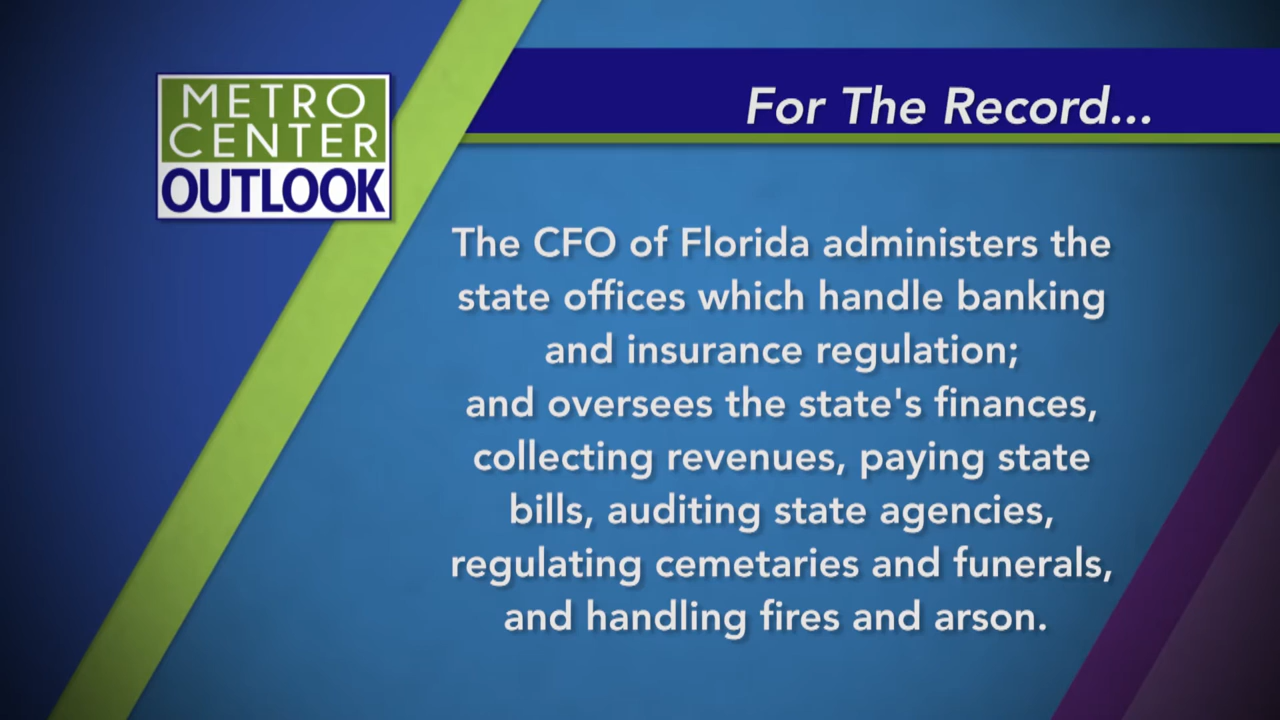 METRO
CENTER
OUTLOOK
For The Record...
The CFO of Florida administers the
state offices which handle banking
and insurance regulation;
and oversees the state's finances,
collecting revenues, paying state
bills, auditing state agencies,
regulating cemetaries and funerals,
and handling fires and arson.